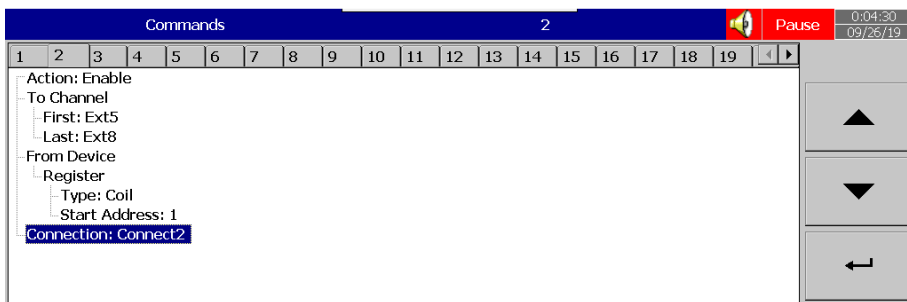 Commands 2 Pause 0:04:30
09/26/19
1 2 3 4 5 6 7 8 9 10 11 12 13 14 15 16 17 18 19
Action: Enable
To Channel
First: Ext5
Last: Ext8
From Device
Register
Type: Coil
Start Address: 1
Connection: Connect2